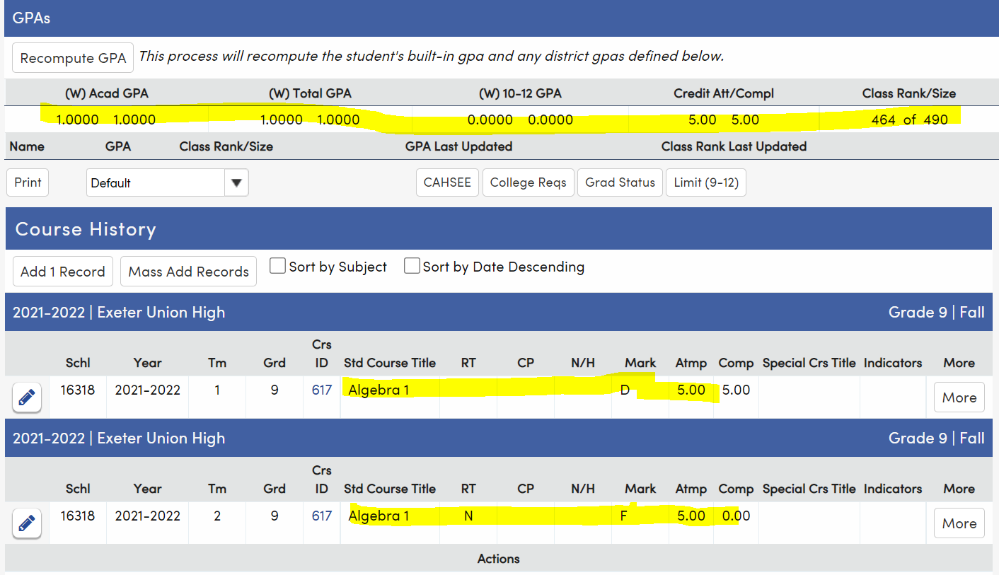 GPAs
Recompute GPA This process will recompute the student's built-in gpa and any district gpas defined below.
(W) Acad GPA (W) Total GPA (W) 10-12 GPA Credit Att/Compl Class Rank/Size
1.0000 1.0000 1.0000 1.0000 0.0000 0.0000 5.00 5.00 464 of 490
Name GPA Class Rank/Size GPA Last Updated Class Rank Last Updated
Print Default CAHSEE College Reqs Grad Status Limit (9-12)
Course History
Add 1 Record Mass Add Records Sort by Subject Sort by Date Descending
2021-2022 | Exeter Union High Grade 9 | Fall
Crs
Schl Year Tm Grd ID Std Course Title RT CP N/H Mark Atmp Comp Special Crs Title Indicators More
16318 2021-2022 1 9 617 Algebra 1 D 5.00 5.00 More
2021-2022 | Exeter Union High Grade 9 | Fall
Crs
Schl Year Tm Grd ID Std Course Title RT CP N/H Mark Atmp Comp Special Crs Title Indicators More
16318 2021-2022 2 9 617 Algebra 1 N F 5.00 0.00 More
Actions